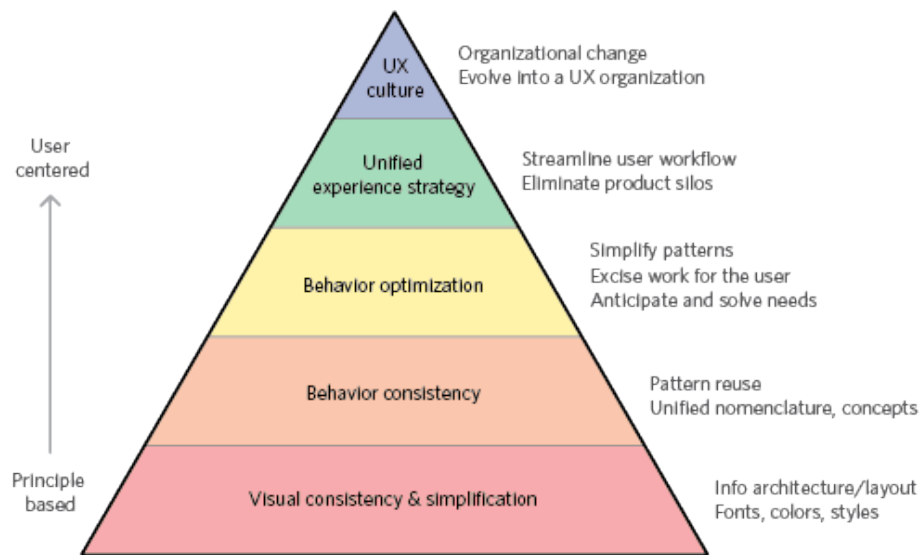 UX
culture
Organizational change
Evolve into a UX organization
User
centered
Unified
experience strategy
Streamline user workflow
Eliminate product silos
Behavior optimization
Simplify patterns
Excise work for the user
Anticipate and solve needs
Behavior consistency
Pattern reuse
Unified nomenclature, concepts
Principle
based
Visual consistency & simplification
Info architecture/layout
Fonts, colors, styles